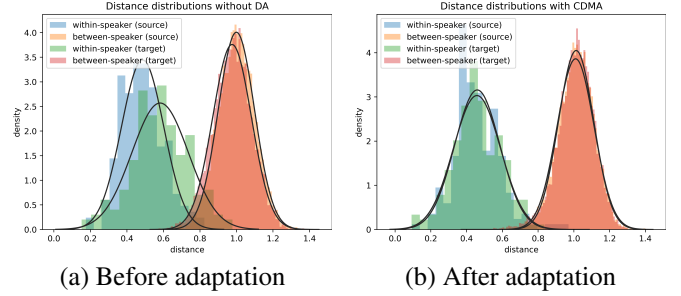 Distance distributions without DA
within-speaker (source)
between-speaker (source)
within-speaker (target)
between-speaker (target)
density
4.0
3.5
3.0
2.5
2.0
1.5
1.0
0.5
0.0
0.0 0.2 0.4 0.6 0.8 1.0 1.2 1.4
distance
(a) Before adaptation
Distance distributions with CDMA
within-speaker (source)
between-speaker (source)
within-speaker (target)
between-speaker (target)
density
4
3
2
1
0
0.0 0.2 0.4 0.6 0.8 1.0 1.2 1.4
distance
(b) After adaptation